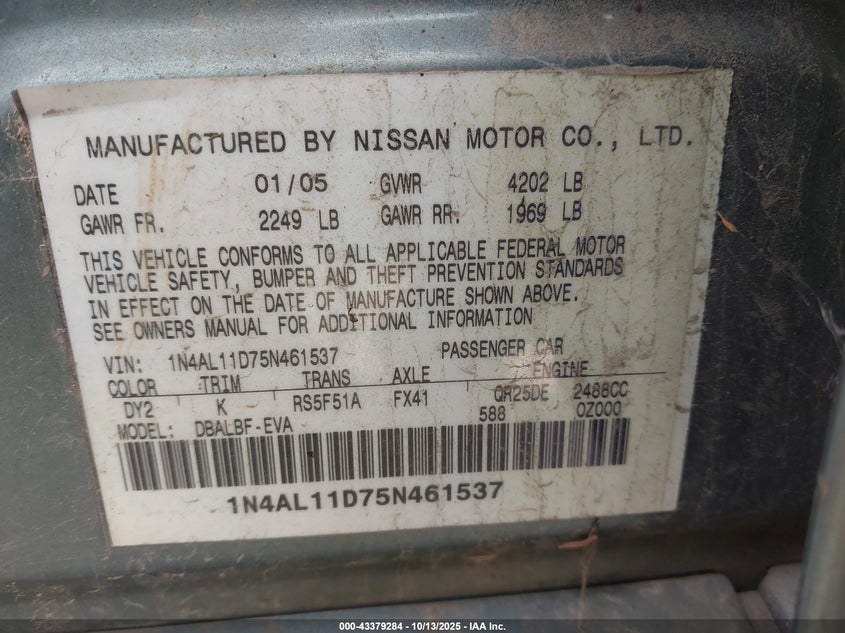 MANUFACTURED BY NISSAN MOTOR CO., LTD.
DATE 01/05 GVWR 4202 LB
GAWR FR. 2249 LB GAWR RR. 1969 LB
THIS VEHICLE CONFORMS TO ALL APPLICABLE FEDERAL MOTOR
VEHICLE SAFETY, BUMPER AND THEFT PREVENTION STANDARDS
IN EFFECT ON THE DATE OF MANUFACTURE SHOWN ABOVE.
SEE OWNERS MANUAL FOR ADDITIONAL INFORMATION
VIN: 1N4AL11D75N461537 PASSENGER CAR
COLOR TRIM TRANS AXLE ENGINE
DY2 K RS5F51A FX41 QR25DE 2488CC
MODEL: DBALBF-EVA 588 0Z000
1N4AL11D75N461537
000-43379284 - 10/13/2025 - IAA Inc.